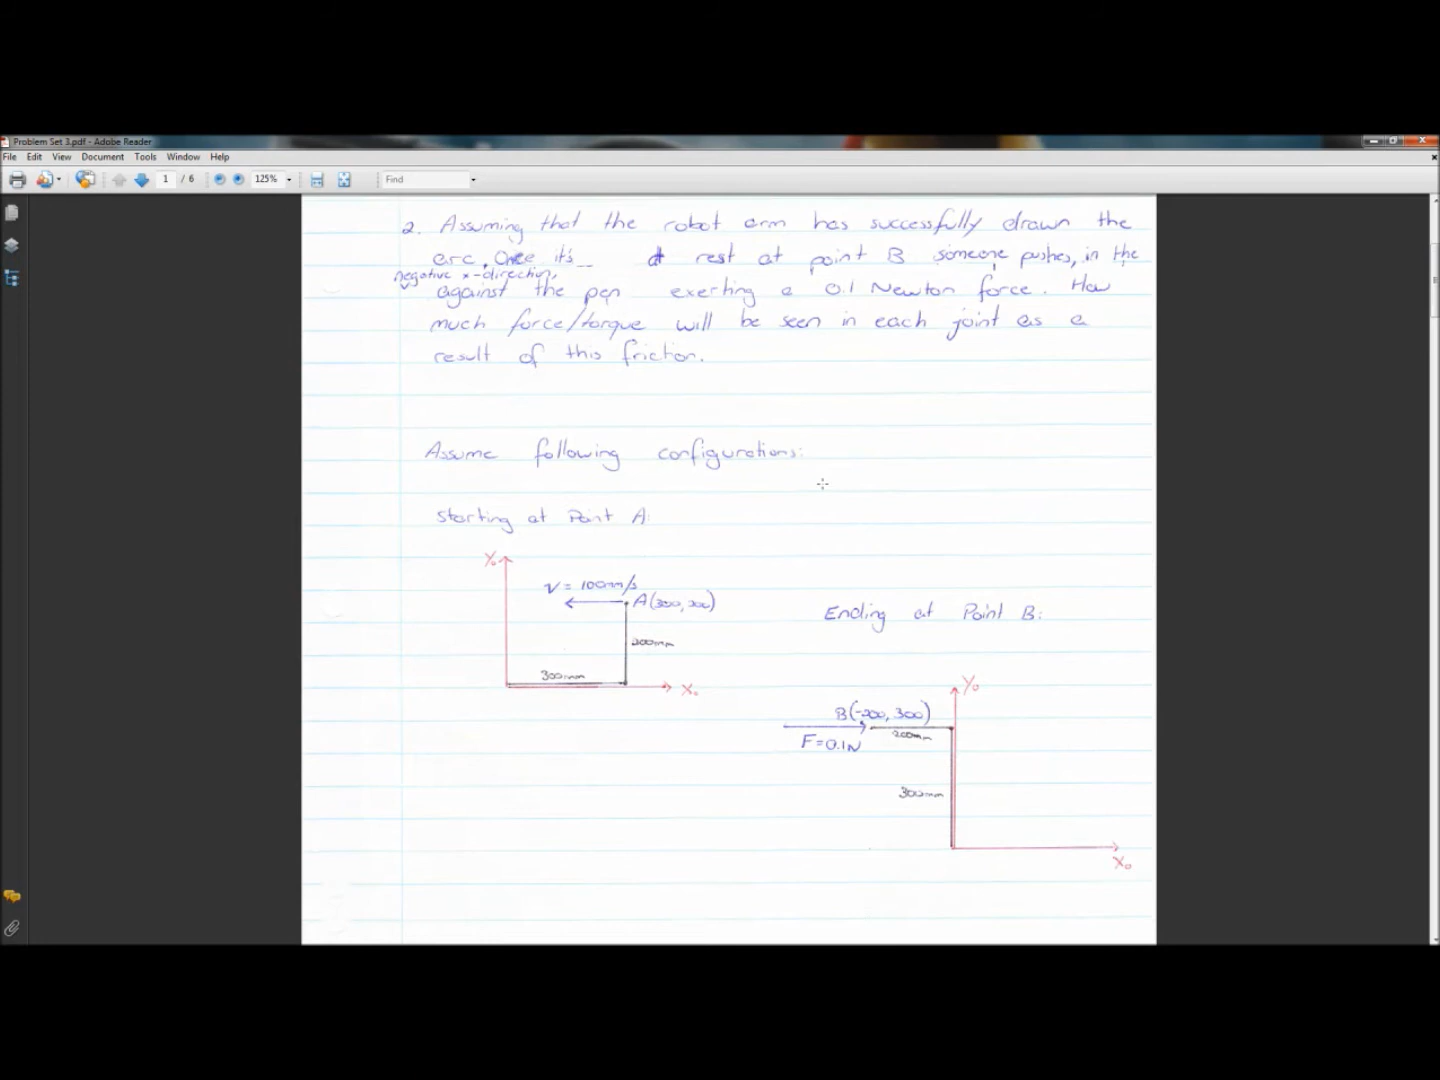 Problem Set 3.pdf - Adobe Reader
File Edit View Document Tools Window Help
1 / 6 125% Find
2. Assuming that the robot arm has successfully drawn the
arc. Once it's at rest at point B someone pushes, in the
negative x-direction,
against the pen exerting a 0.1 Newton force. How
much force/torque will be seen in each joint as a
result of this friction.
Assume following configurations:
Starting at Point A:
Y₀
V = 100mm/s
A(300, 200)
200mm
300mm
X₀
Ending at Point B:
Y₀
B(-200, 300)
200mm
F=0.1N
300mm
X₀